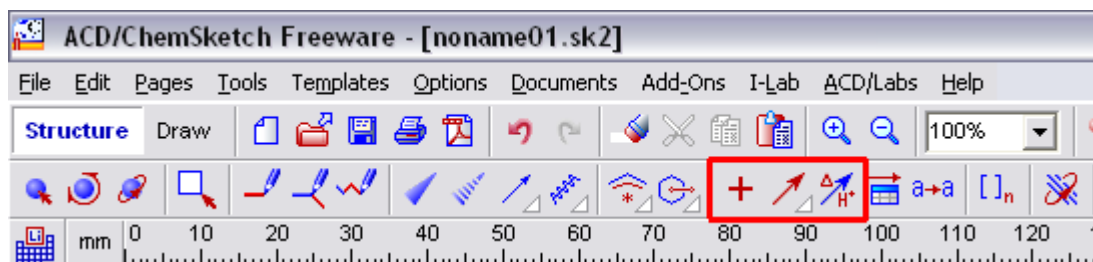 ACD/ChemSketch Freeware - [noname01.sk2]
File Edit Pages Tools Templates Options Documents Add-Ons I-Lab ACD/Labs Help
Structure Draw 100%
H+ a→a []n
Li mm 0 10 20 30 40 50 60 70 80 90 100 110 120